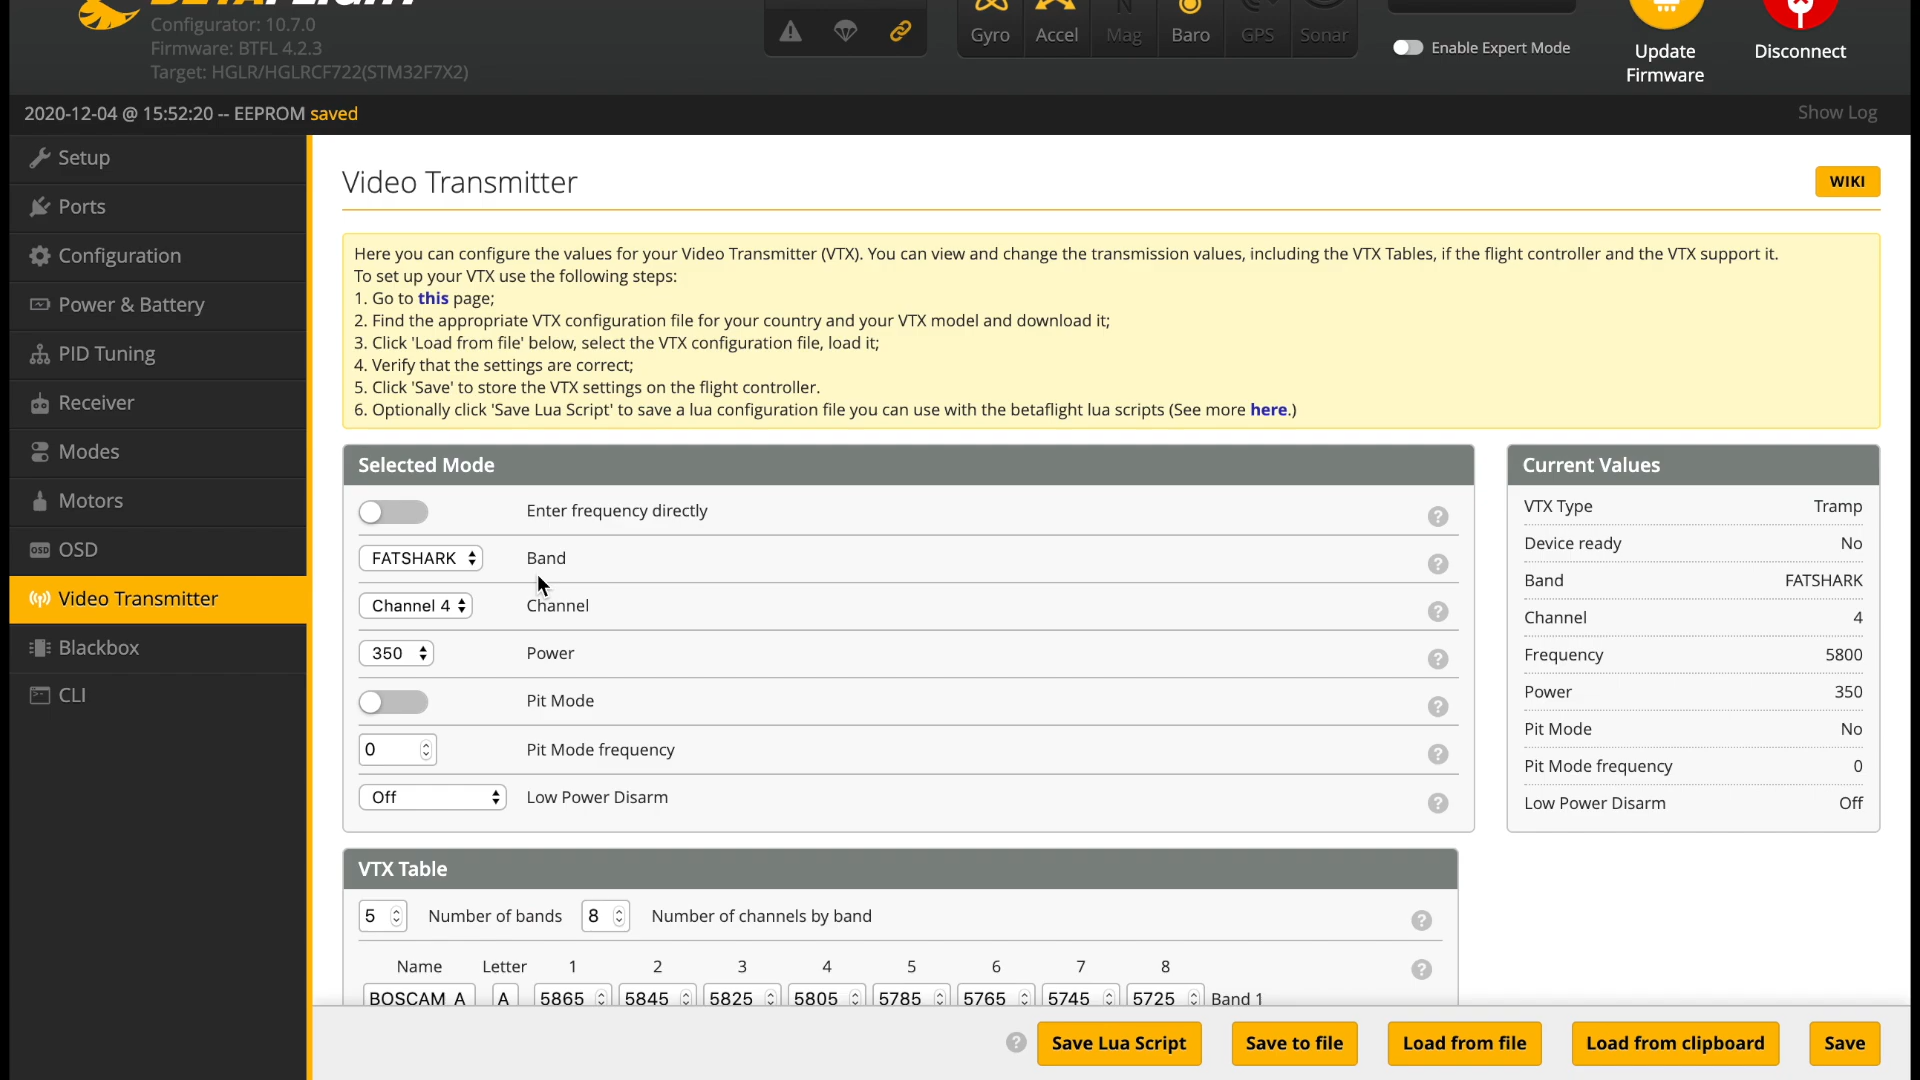 BETAFLIGHT
Configurator: 10.7.0
Firmware: BTFL 4.2.3
Target: HGLR/HGLRCF722(STM32F7X2)
Gyro
Accel
Mag
Baro
GPS
Sonar
Enable Expert Mode
Update
Firmware
Disconnect
2020-12-04 @ 15:52:20 -- EEPROM saved
Show Log
Setup
Ports
Configuration
Power & Battery
PID Tuning
Receiver
Modes
Motors
OSD OSD
Video Transmitter
Blackbox
CLI
Video Transmitter
WIKI
Here you can configure the values for your Video Transmitter (VTX). You can view and change the transmission values, including the VTX Tables, if the flight controller and the VTX support it.
To set up your VTX use the following steps:
1. Go to this page;
2. Find the appropriate VTX configuration file for your country and your VTX model and download it;
3. Click 'Load from file' below, select the VTX configuration file, load it;
4. Verify that the settings are correct;
5. Click 'Save' to store the VTX settings on the flight controller.
6. Optionally click 'Save Lua Script' to save a lua configuration file you can use with the betaflight lua scripts (See more here.)
Selected Mode
Enter frequency directly ?
FATSHARK Band ?
Channel 4 Channel ?
350 Power ?
Pit Mode ?
0 Pit Mode frequency ?
Off Low Power Disarm ?
Current Values
VTX Type Tramp
Device ready No
Band FATSHARK
Channel 4
Frequency 5800
Power 350
Pit Mode No
Pit Mode frequency 0
Low Power Disarm Off
VTX Table
5 Number of bands 8 Number of channels by band ?
Name Letter 1 2 3 4 5 6 7 8 ?
BOSCAM_A A 5865 5845 5825 5805 5785 5765 5745 5725 Band 1
? Save Lua Script Save to file Load from file Load from clipboard Save